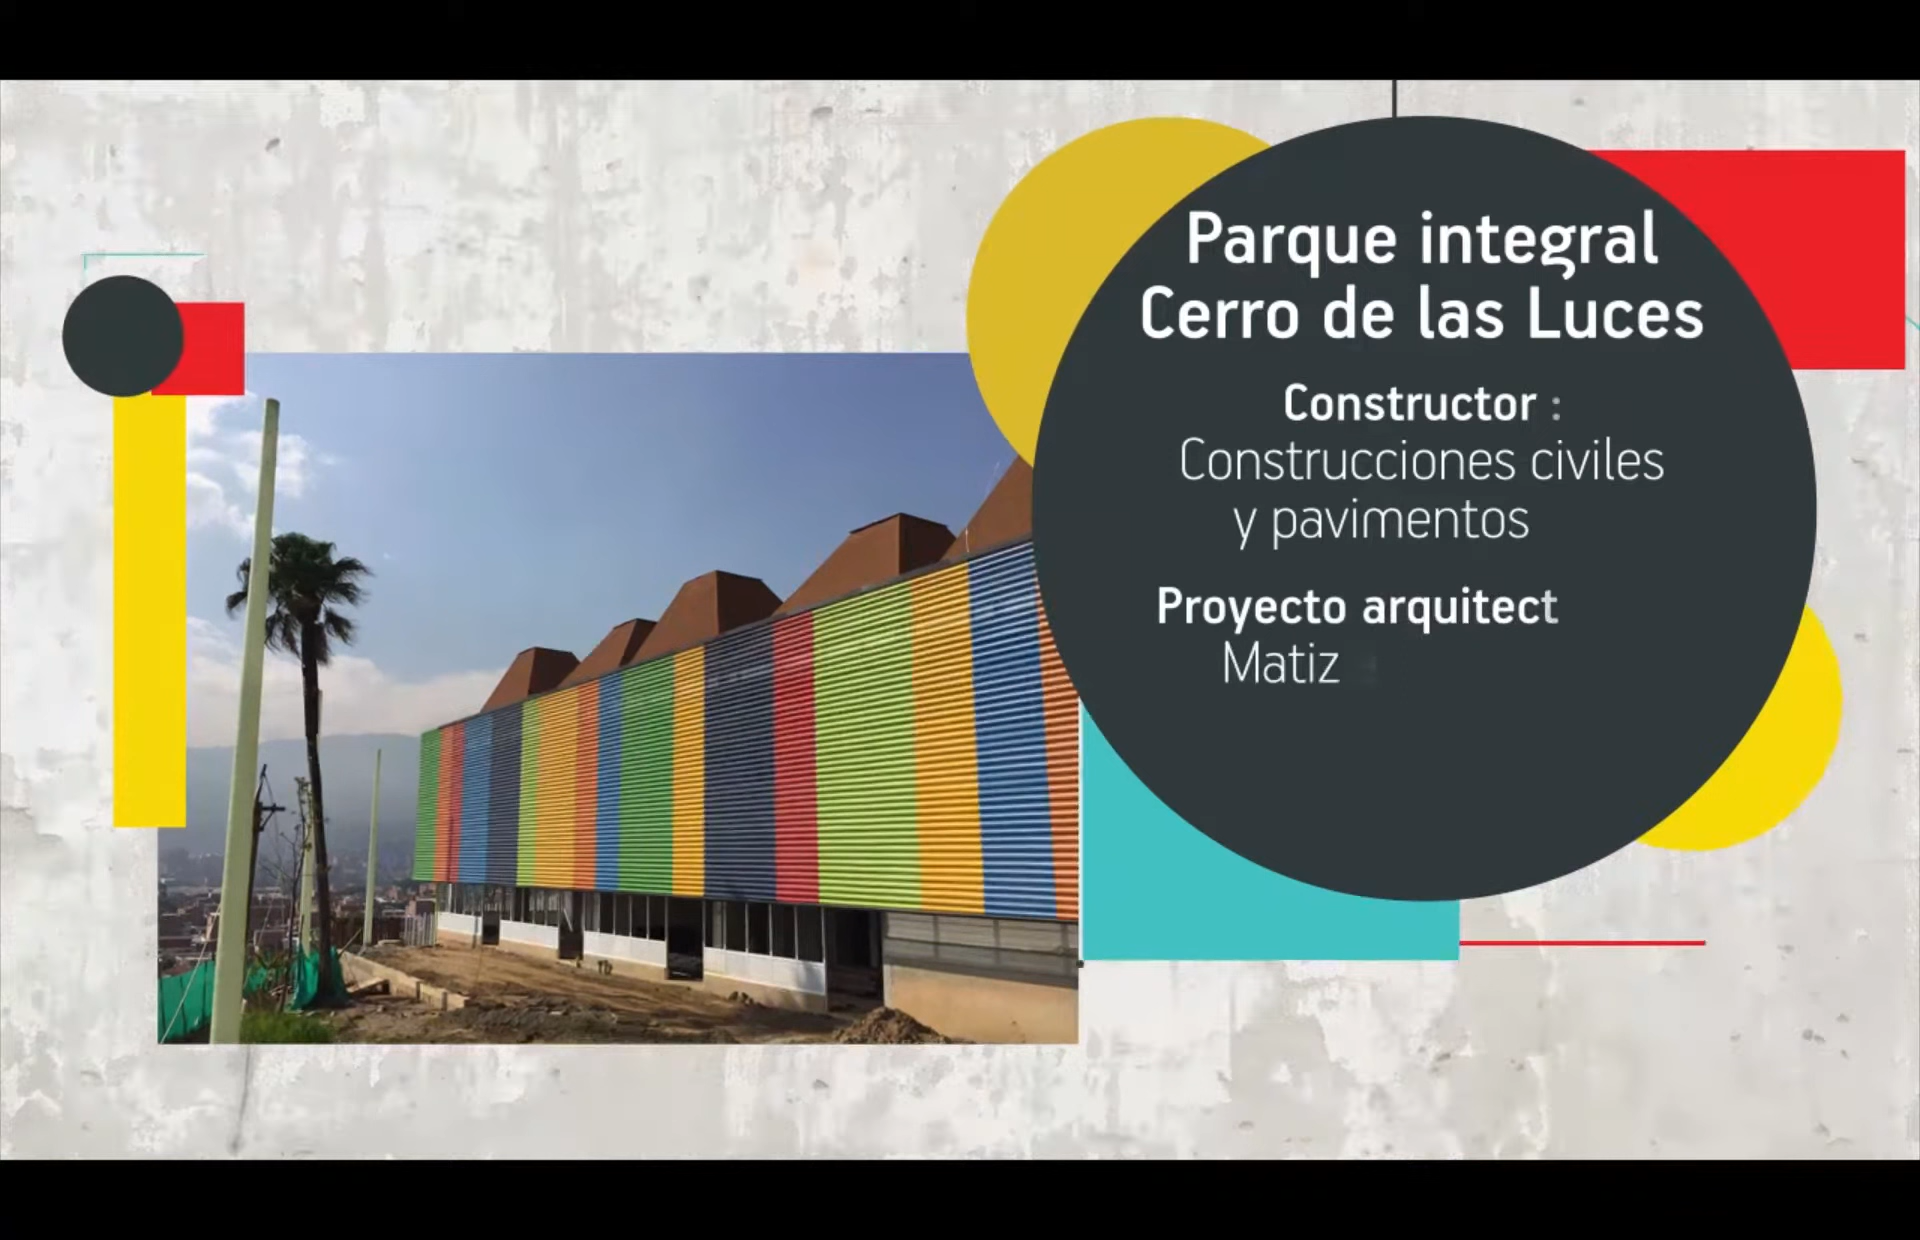 Parque integral
Cerro de las Luces
Constructor :
Construcciones civiles
y pavimentos
Proyecto arquitect
Matiz